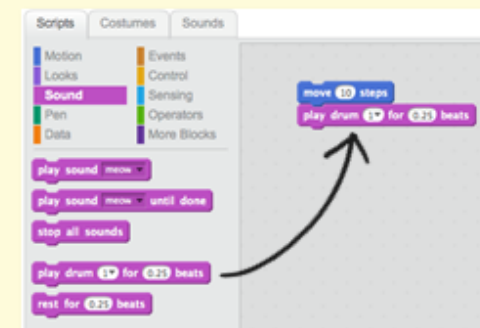 Scripts Costumes Sounds
Motion Events
Looks Control
Sound Sensing
Pen Operators
Data More Blocks
play sound meow
play sound meow until done
stop all sounds
play drum 1 for 0.25 beats
rest for 0.25 beats
move 10 steps
play drum 1 for 0.25 beats